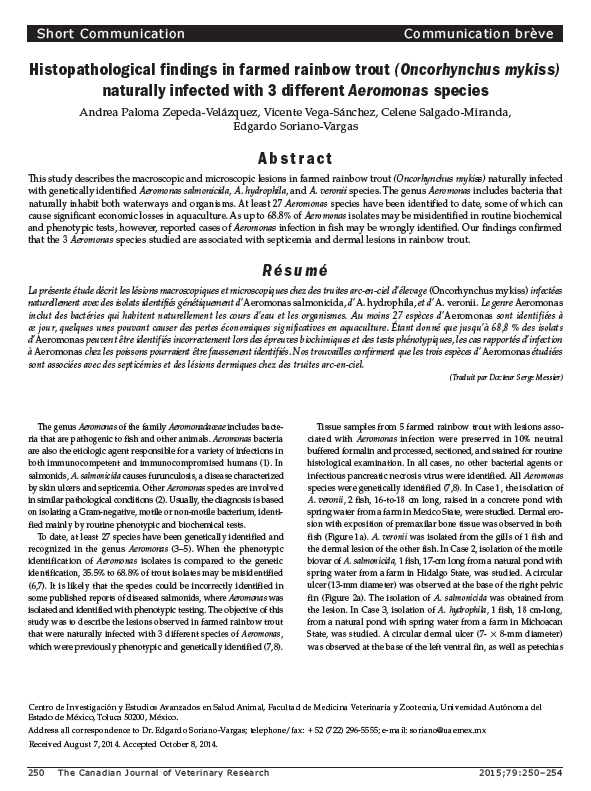 Short Communication
Communication brève
Histopathological findings in farmed rainbow trout (Oncorhynchus mykiss)
naturally infected with 3 different Aeromonas species
Andrea Paloma Zepeda-Velázquez, Vicente Vega-Sánchez, Celene Salgado-Miranda,
Edgardo Soriano-Vargas
Abstract
This study describes the macroscopic and microscopic lesions in farmed rainbow trout (Oncorhynchus mykiss) naturally infected
with genetically identified Aeromonas salmonicida, A. hydrophila, and A. veronii species. The genus Aeromonas includes bacteria that
naturally inhabit both waterways and organisms. At least 27 Aeromonas species have been identified to date, some of which can
cause significant economic losses in aquaculture. As up to 68.8% of Aeromonas isolates may be misidentified in routine biochemical
and phenotypic tests, however, reported cases of Aeromonas infection in fish may be wrongly identified. Our findings confirmed
that the 3 Aeromonas species studied are associated with septicemia and dermal lesions in rainbow trout.
Résumé
La présente étude décrit les lésions macroscopiques et microscopiques chez des truites arc-en-ciel d'élevage (Oncorhynchus mykiss) infectées
naturellement avec des isolats identifiés génétiquement d'Aeromonas salmonicida, d'A. hydrophila, et d'A. veronii. Le genre Aeromonas
inclut des bactéries qui habitent naturellement les cours d'eau et les organismes. Au moins 27 espèces d'Aeromonas sont identifiées à
ce jour, quelques unes pouvant causer des pertes économiques significatives en aquaculture. Étant donné que jusqu'à 68,8 % des isolats
d'Aeromonas peuvent être identifiés incorrectement lors des épreuves biochimiques et des tests phénotypiques, les cas rapportés d'infection
à Aeromonas chez les poissons pourraient être faussement identifiés. Nos trouvailles confirment que les trois espèces d'Aeromonas étudiées
sont associées avec des septicémies et des lésions dermiques chez des truites arc-en-ciel.
(Traduit par Docteur Serge Messier)
The genus Aeromonas of the family Aeromonadaceae includes bacte-
ria that are pathogenic to fish and other animals. Aeromonas bacteria
are also the etiologic agent responsible for a variety of infections in
both immunocompetent and immunocompromised humans (1). In
salmonids, A. salmonicida causes furunculosis, a disease characterized
by skin ulcers and septicemia. Other Aeromonas species are involved
in similar pathological conditions (2). Usually, the diagnosis is based
on isolating a Gram-negative, motile or non-motile bacterium, identi-
fied mainly by routine phenotypic and biochemical tests.
To date, at least 27 species have been genetically identified and
recognized in the genus Aeromonas (3–5). When the phenotypic
identification of Aeromonas isolates is compared to the genetic
identification, 35.5% to 68.8% of trout isolates may be misidentified
(6,7). It is likely that the species could be incorrectly identified in
some published reports of diseased salmonids, where Aeromonas was
isolated and identified with phenotypic testing. The objective of this
study was to describe the lesions observed in farmed rainbow trout
that were naturally infected with 3 different species of Aeromonas,
which were previously phenotypic and genetically identified (7,8).
Tissue samples from 5 farmed rainbow trout with lesions asso-
ciated with Aeromonas infection were preserved in 10% neutral
buffered formalin and processed, sectioned, and stained for routine
histological examination. In all cases, no other bacterial agents or
infectious pancreatic necrosis virus were identified. All Aeromonas
species were genetically identified (7,8). In Case 1, the isolation of
A. veronii, 2 fish, 16-to-18 cm long, raised in a concrete pond with
spring water from a farm in Mexico State, were studied. Dermal ero-
sion with exposition of premaxilar bone tissue was observed in both
fish (Figure 1a). A. veronii was isolated from the gills of 1 fish and
the dermal lesion of the other fish. In Case 2, isolation of the motile
biovar of A. salmonicida, 1 fish, 17-cm long from a natural pond with
spring water from a farm in Hidalgo State, was studied. A circular
ulcer (13-mm diameter) was observed at the base of the right pelvic
fin (Figure 2a). The isolation of A. salmonicida was obtained from
the lesion. In Case 3, isolation of A. hydrophila, 1 fish, 18 cm-long,
from a natural pond with spring water from a farm in Michoacan
State, was studied. A circular dermal ulcer (7- × 8-mm diameter)
was observed at the base of the left ventral fin, as well as petechias
Centro de Investigación y Estudios Avanzados en Salud Animal, Facultad de Medicina Veterinaria y Zootecnia, Universidad Autónoma del
Estado de México, Toluca 50200, México.
Address all correspondence to Dr. Edgardo Soriano-Vargas; telephone/fax: +52 (722) 296-5555; e-mail: soriano@uaemex.mx
Received August 7, 2014. Accepted October 8, 2014.
250 The Canadian Journal of Veterinary Research
2015;79:250–254